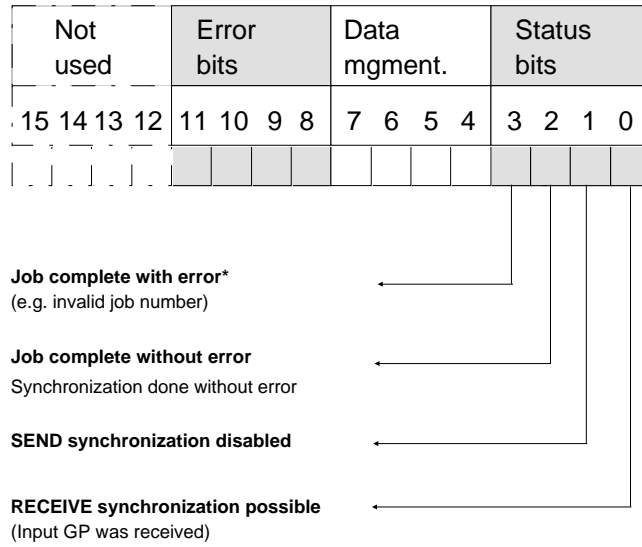 Not used Error bits Data mgment. Status bits
15 14 13 12 11 10 9 8 7 6 5 4 3 2 1 0
Job complete with error*
(e.g. invalid job number)
Job complete without error
Synchronization done without error
SEND synchronization disabled
RECEIVE synchronization possible
(Input GP was received)